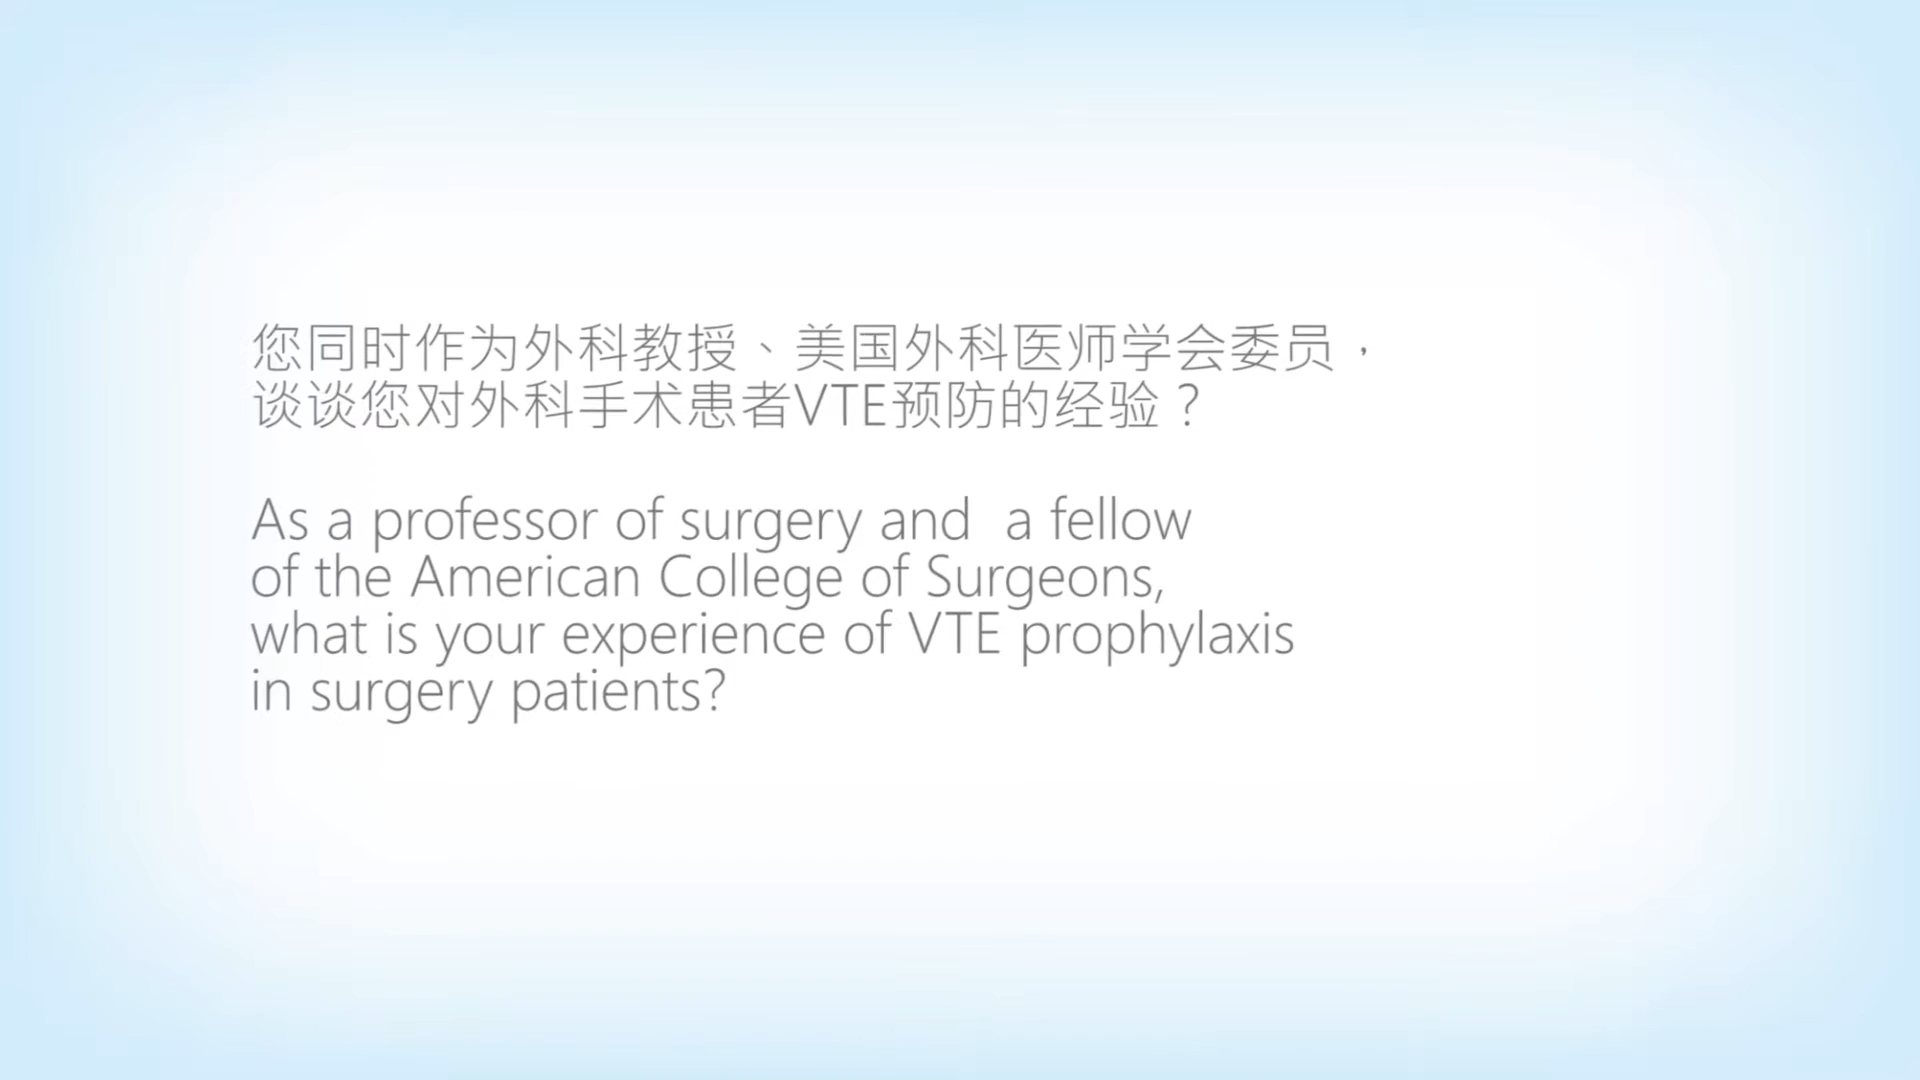 您同时作为外科教授、美国外科医师学会委员，
谈谈您对外科手术患者VTE预防的经验？
As a professor of surgery and  a fellow
of the American College of Surgeons,
what is your experience of VTE prophylaxis
in surgery patients?